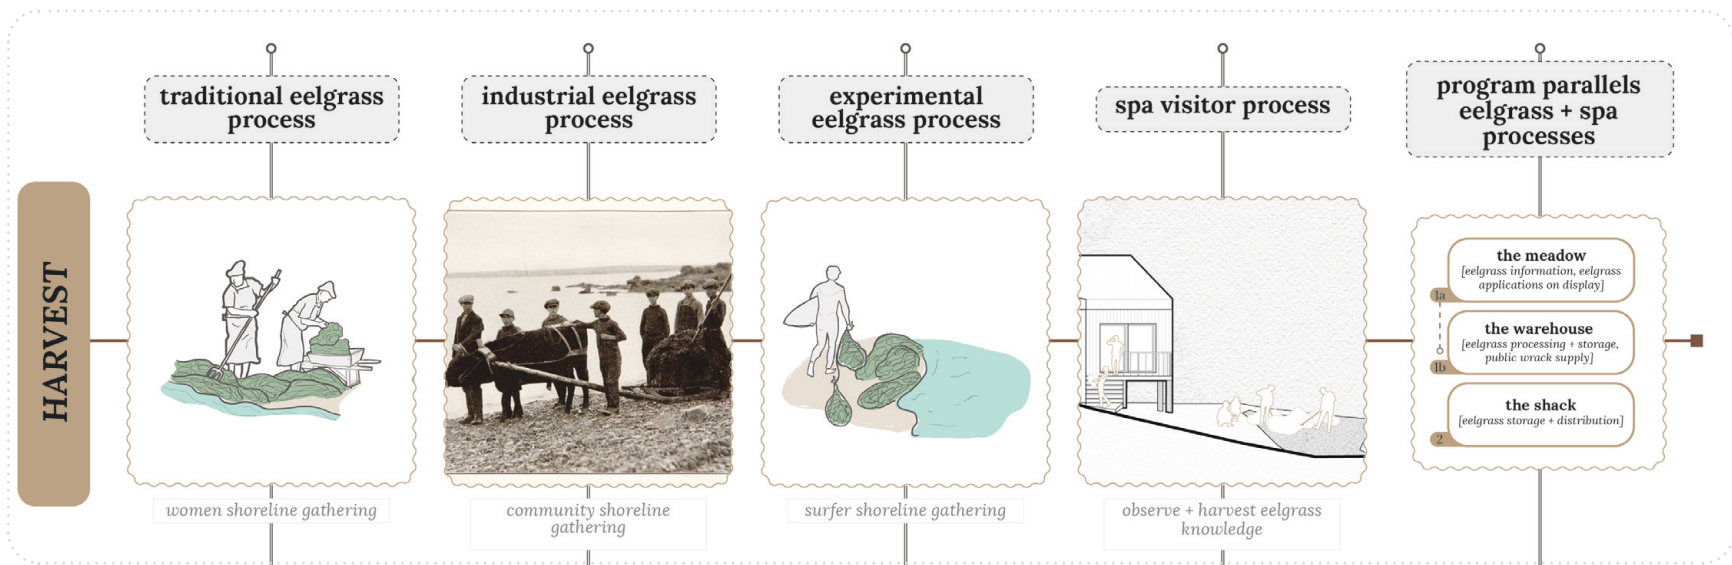 HARVEST
traditional eelgrass
process
women shoreline gathering
industrial eelgrass
process
community shoreline
gathering
experimental
eelgrass process
surfer shoreline gathering
spa visitor process
observe + harvest eelgrass
knowledge
program parallels
eelgrass + spa
processes
the meadow
[eelgrass information, eelgrass
applications on display]
1a
the warehouse
[eelgrass processing + storage,
public wrack supply]
1b
the shack
[eelgrass storage + distribution]
2